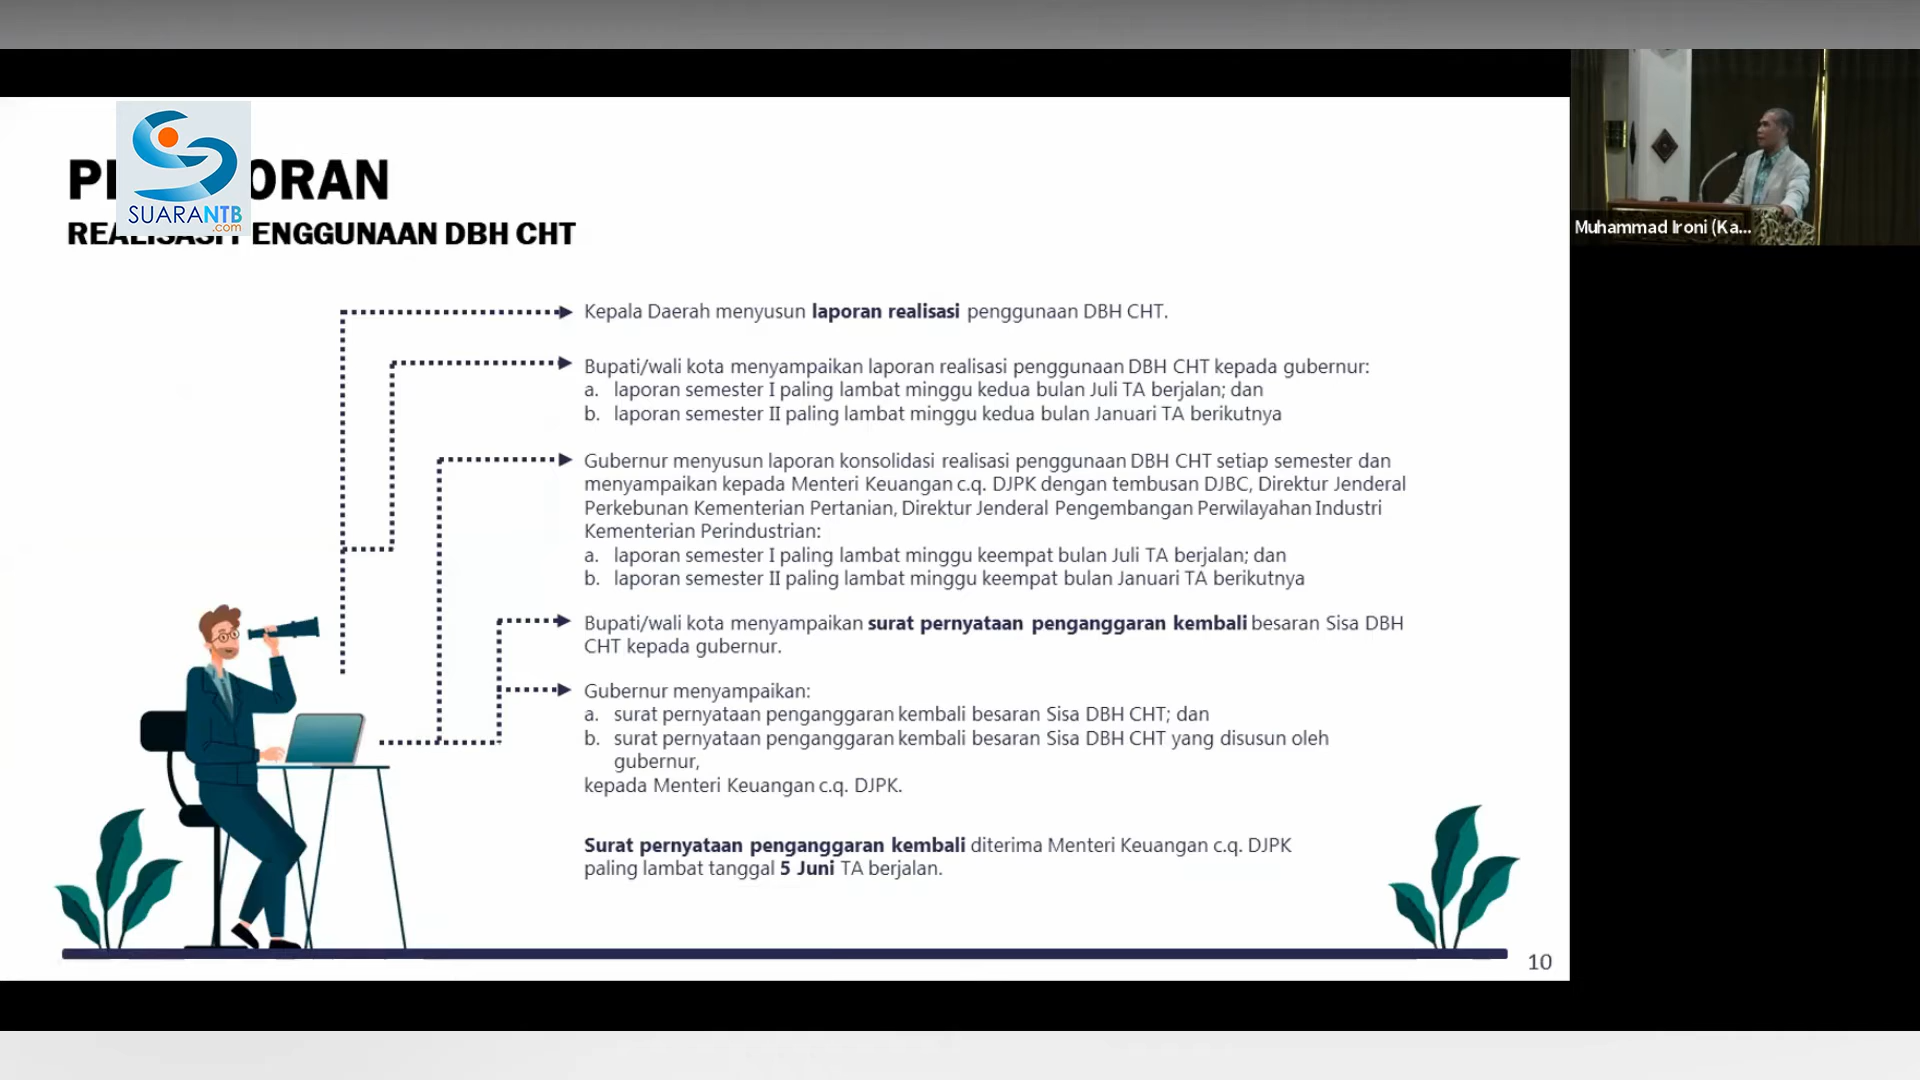 SUARANTB
.com
REALISASI PENGGUNAAN DBH CHT
Kepala Daerah menyusun laporan realisasi penggunaan DBH CHT.
Bupati/wali kota menyampaikan laporan realisasi penggunaan DBH CHT kepada gubernur:
a. laporan semester I paling lambat minggu kedua bulan Juli TA berjalan; dan
b. laporan semester II paling lambat minggu kedua bulan Januari TA berikutnya
Gubernur menyusun laporan konsolidasi realisasi penggunaan DBH CHT setiap semester dan
menyampaikan kepada Menteri Keuangan c.q. DJPK dengan tembusan DJBC, Direktur Jenderal
Perkebunan Kementerian Pertanian, Direktur Jenderal Pengembangan Perwilayahan Industri
Kementerian Perindustrian:
a. laporan semester I paling lambat minggu keempat bulan Juli TA berjalan; dan
b. laporan semester II paling lambat minggu keempat bulan Januari TA berikutnya
Bupati/wali kota menyampaikan surat pernyataan penganggaran kembali besaran Sisa DBH
CHT kepada gubernur.
Gubernur menyampaikan:
a. surat pernyataan penganggaran kembali besaran Sisa DBH CHT; dan
b. surat pernyataan penganggaran kembali besaran Sisa DBH CHT yang disusun oleh
gubernur,
kepada Menteri Keuangan c.q. DJPK.
Surat pernyataan penganggaran kembali diterima Menteri Keuangan c.q. DJPK
paling lambat tanggal 5 Juni TA berjalan.
10
Muhammad Ironi (Ka...